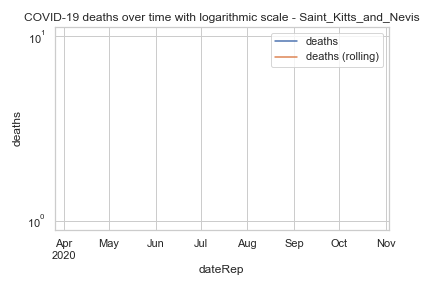 COVID-19 deaths over time with logarithmic scale - Saint_Kitts_and_Nevis
deaths
deaths (rolling)
10¹
deaths
10⁰
Apr May Jun Jul Aug Sep Oct Nov
2020
dateRep